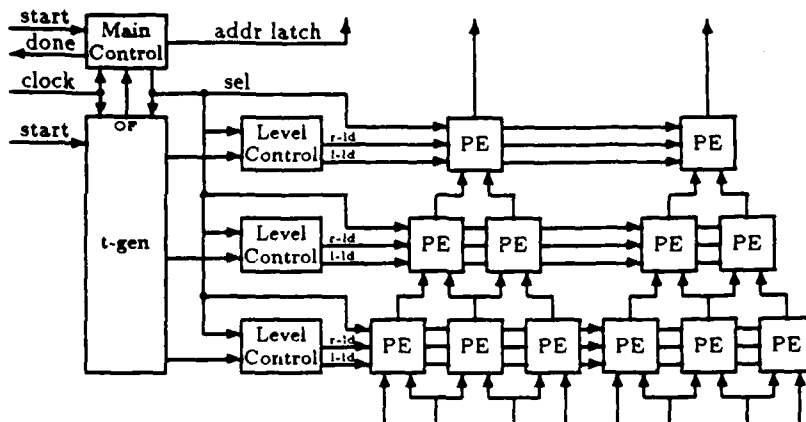 start
Main
Control
done
addr latch
clock
sel
start
OF
Level
Control
r-ld
l-ld
PE
PE
t-gen
Level
Control
r-ld
l-ld
PE
PE
PE
PE
Level
Control
r-ld
l-ld
PE
PE
PE
PE
PE
PE